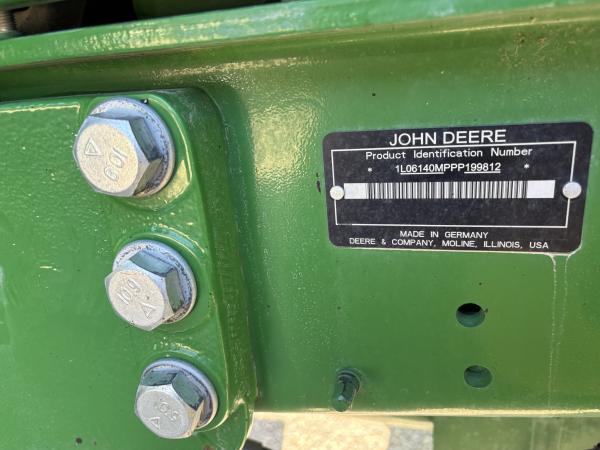 JOHN DEERE
Product Identification Number
* 1L06140MPPP199812 *
MADE IN GERMANY
DEERE & COMPANY, MOLINE, ILLINOIS, USA
10.9
10.9
10.9